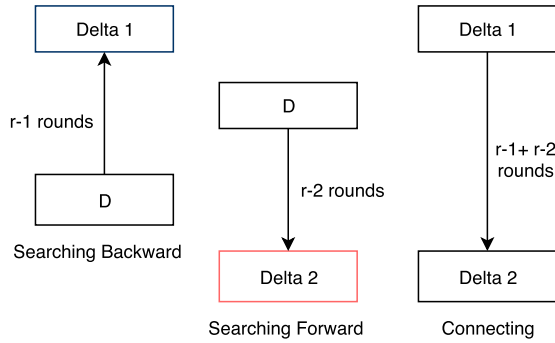 Delta 1
r-1 rounds
D
Searching Backward
D
r-2 rounds
Delta 2
Searching Forward
Delta 1
r-1+ r-2
rounds
Delta 2
Connecting